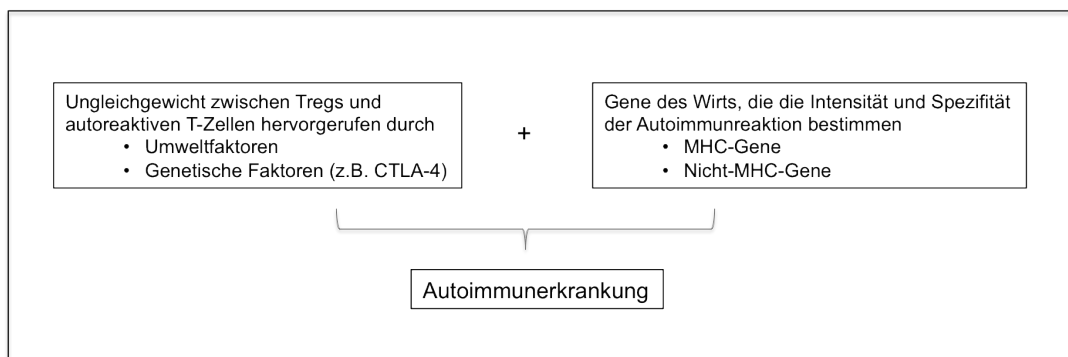 Ungleichgewicht zwischen Tregs und
autoreaktiven T-Zellen hervorgerufen durch
• Umweltfaktoren
• Genetische Faktoren (z.B. CTLA-4)
+
Gene des Wirts, die die Intensität und Spezifität
der Autoimmunreaktion bestimmen
• MHC-Gene
• Nicht-MHC-Gene
Autoimmunerkrankung